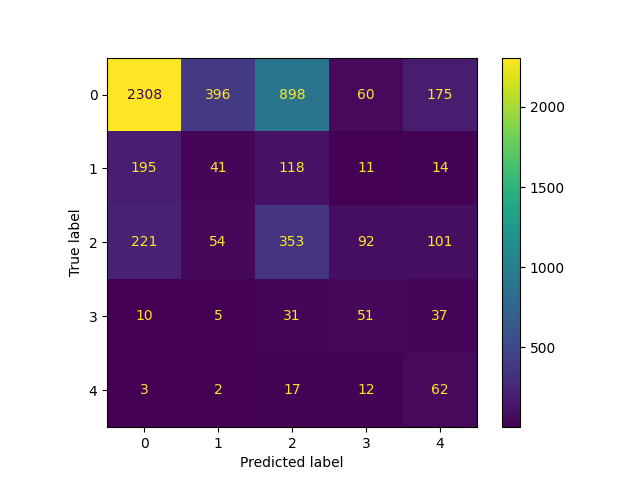 0 2308 396 898 60 175
1 195 41 118 11 14
2 221 54 353 92 101
3 10 5 31 51 37
4 3 2 17 12 62
0 1 2 3 4
Predicted label
True label
2000
1500
1000
500